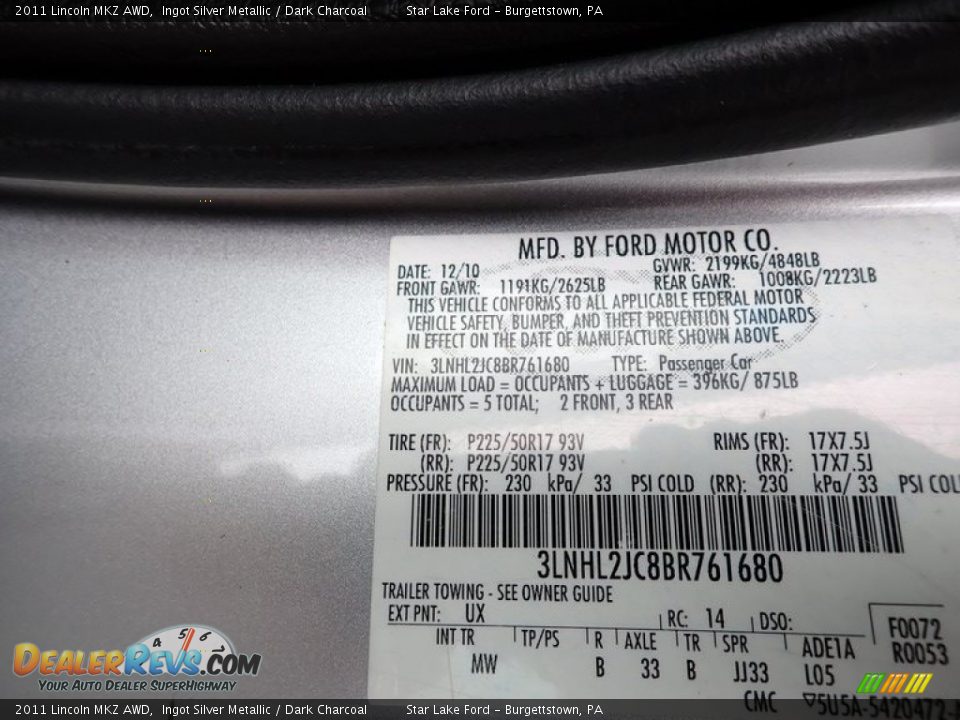 2011 Lincoln MKZ AWD, Ingot Silver Metallic / Dark Charcoal Star Lake Ford - Burgettstown, PA
MFD. BY FORD MOTOR CO.
DATE: 12/10 GVWR: 2199KG/4848LB
FRONT GAWR: 1191KG/2625LB REAR GAWR: 1008KG/2223LB
THIS VEHICLE CONFORMS TO ALL APPLICABLE FEDERAL MOTOR
VEHICLE SAFETY, BUMPER, AND THEFT PREVENTION STANDARDS
IN EFFECT ON THE DATE OF MANUFACTURE SHOWN ABOVE.
VIN: 3LNHL2JC8BR761680 TYPE: Passenger Car
MAXIMUM LOAD = OCCUPANTS + LUGGAGE = 396KG/ 875LB
OCCUPANTS = 5 TOTAL; 2 FRONT, 3 REAR
TIRE (FR): P225/50R17 93V RIMS (FR): 17X7.5J
(RR): P225/50R17 93V (RR): 17X7.5J
PRESSURE (FR): 230 kPa/ 33 PSI COLD (RR): 230 kPa/ 33 PSI COL
3LNHL2JC8BR761680
TRAILER TOWING - SEE OWNER GUIDE
EXT PNT: UX RC: 14 DSO: F0072
INT TR TP/PS R AXLE TR SPR ADE1A R0053
MW B 33 B JJ33 L05
CMC 5U5A-5420472-
4 5 6
DEALERREVS.COM
YOUR AUTO DEALER SUPERHIGHWAY
2011 Lincoln MKZ AWD, Ingot Silver Metallic / Dark Charcoal Star Lake Ford - Burgettstown, PA